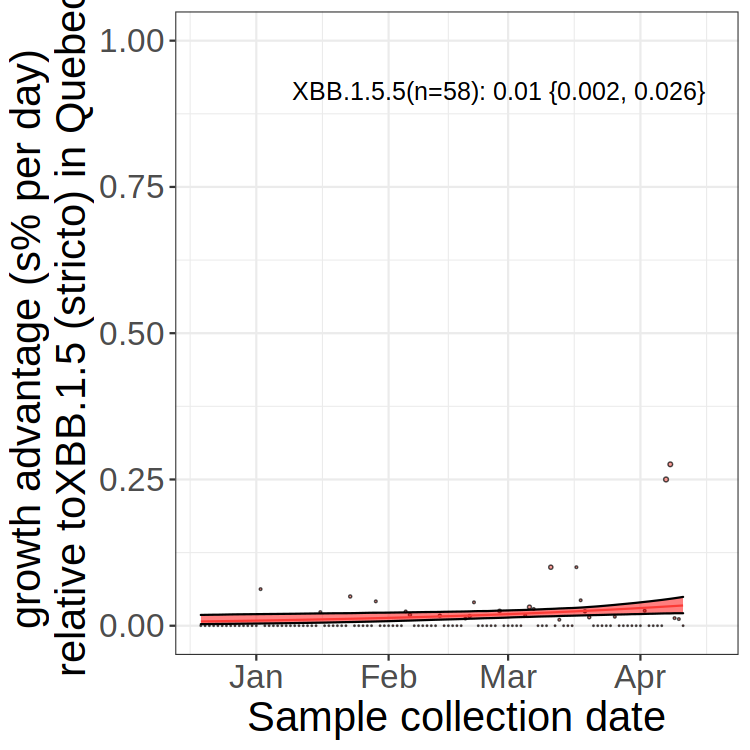 growth advantage (s% per day)
relative toXBB.1.5 (stricto) in Quebec
1.00
0.75
0.50
0.25
0.00
XBB.1.5.5(n=58): 0.01 {0.002, 0.026}
Jan Feb Mar Apr
Sample collection date